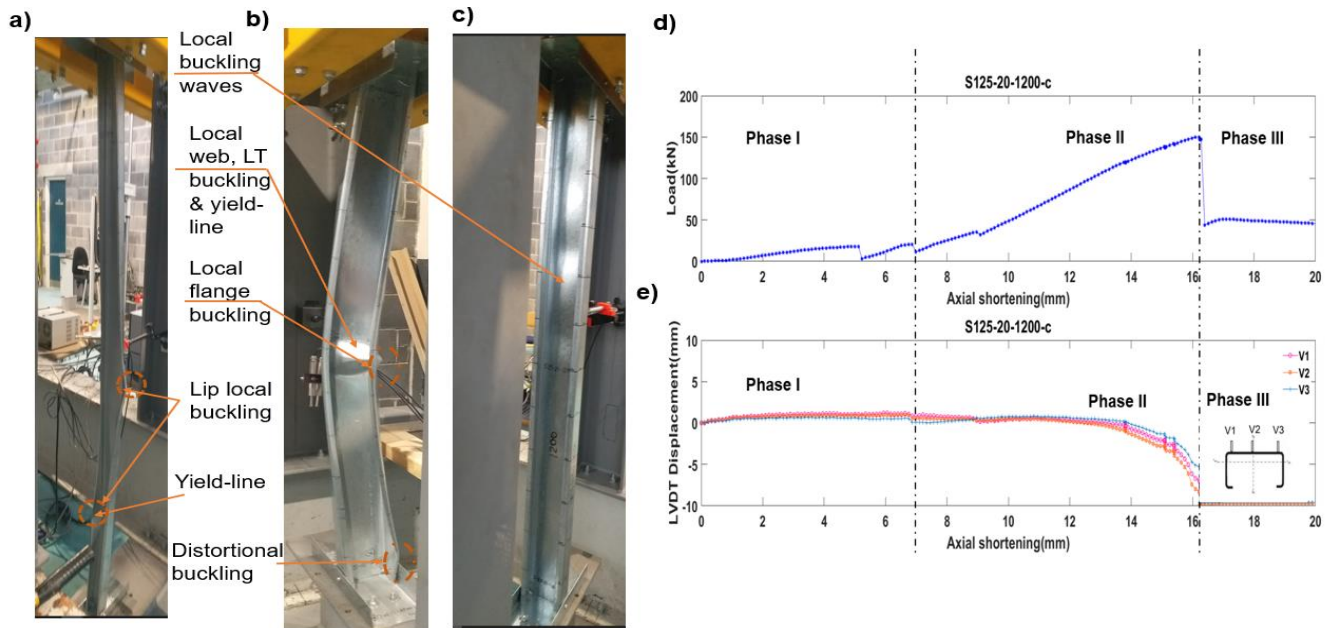 a)
b)
c)
Local
buckling
waves
Local
web, LT
buckling
& yield-
line
Local
flange
buckling
Lip local
buckling
Yield-line
Distortional
buckling
1200
d)
S125-20-1200-c
Phase I
Phase II
Phase III
Load(kN)
200
150
100
50
0
0 2 4 6 8 10 12 14 16 18 20
Axial shortening(mm)
e)
S125-20-1200-c
Phase I
Phase II
Phase III
V1
V2
V3
V1 V2 V3
LVDT Displacement(mm)
10
5
0
-5
-10
0 2 4 6 8 10 12 14 16 18 20
Axial shortening(mm)